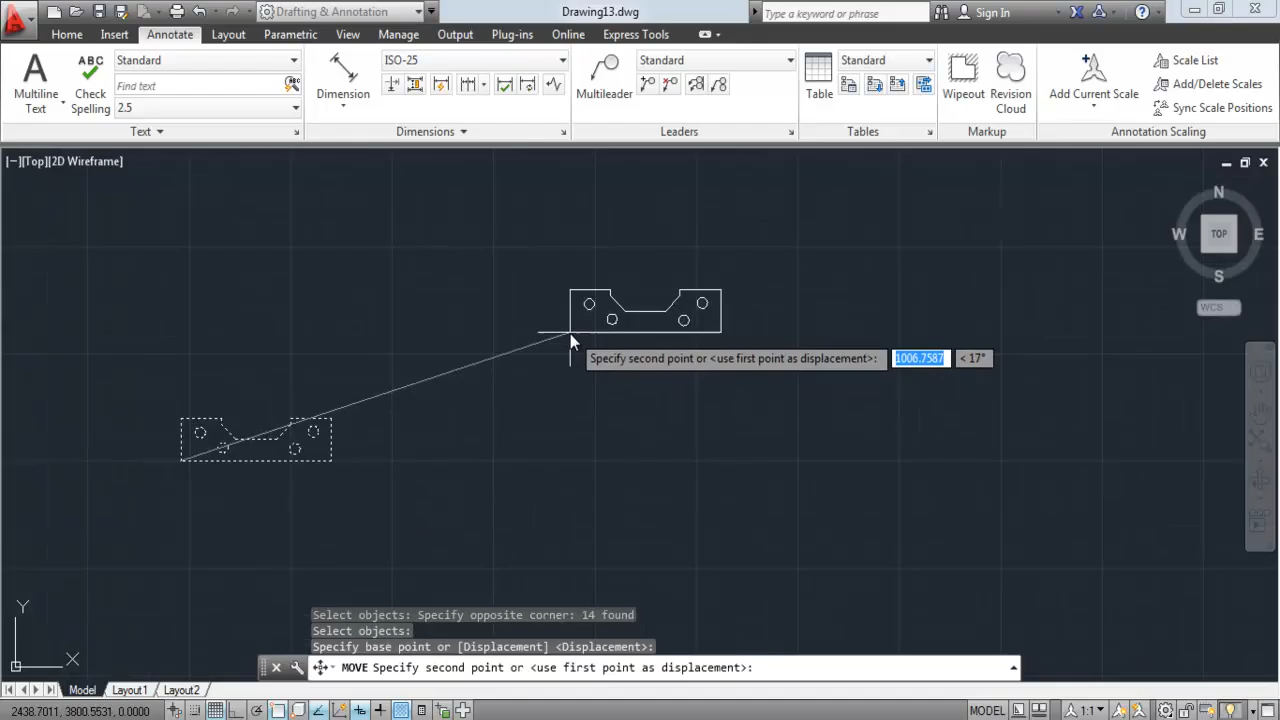 Drafting & Annotation
Drawing13.dwg
Type a keyword or phrase
Sign In
Home Insert Annotate Layout Parametric View Manage Output Plug-ins Online Express Tools
Standard
ISO-25
Standard
Standard
Scale List
Find text
Add/Delete Scales
Multiline Text
Check Spelling
2.5
Dimension
Multileader
Table
Wipeout
Revision Cloud
Add Current Scale
Sync Scale Positions
Text
Dimensions
Leaders
Tables
Markup
Annotation Scaling
[−][Top][2D Wireframe]
N
W
TOP
E
S
WCS
Specify second point or <use first point as displacement>: 1006.7587 < 17°
Y
X
Select objects: Specify opposite corner: 14 found
Select objects:
Specify base point or [Displacement] <Displacement>:
MOVE Specify second point or <use first point as displacement>:
Model Layout1 Layout2
2438.7011, 3800.5531, 0.0000
MODEL
1:1